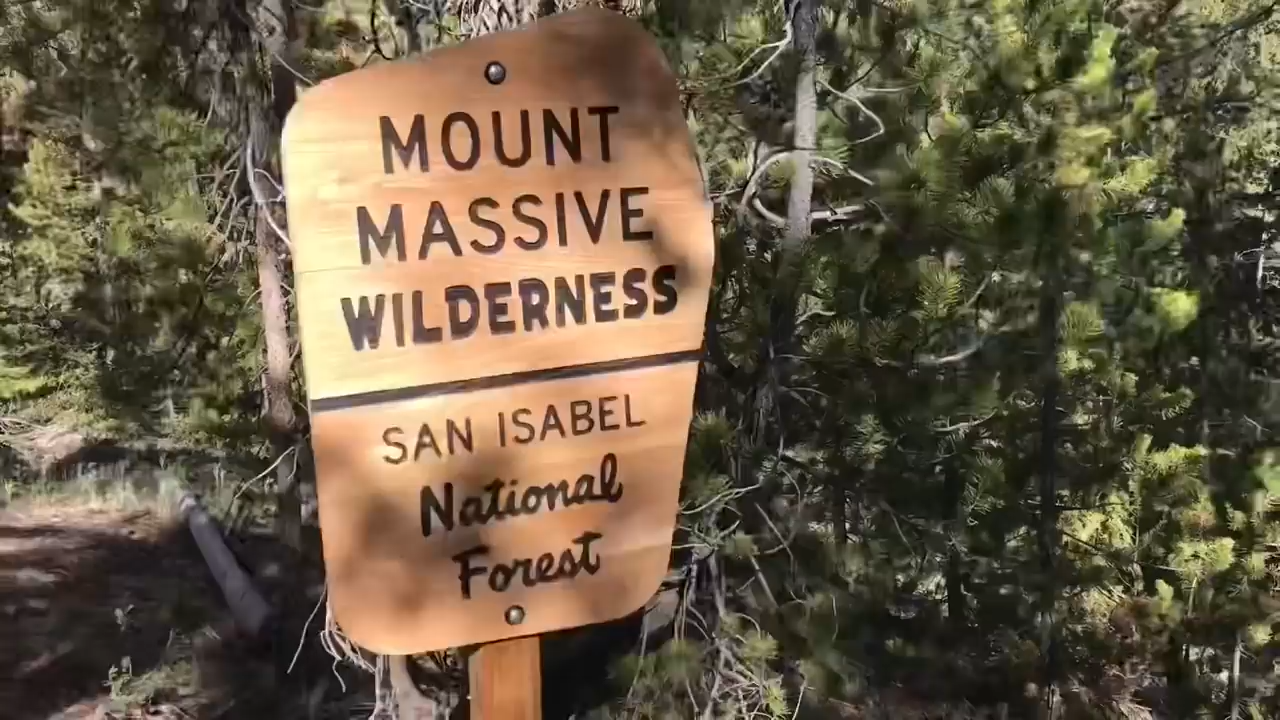 MOUNT
MASSIVE
WILDERNESS
SAN ISABEL
National
Forest